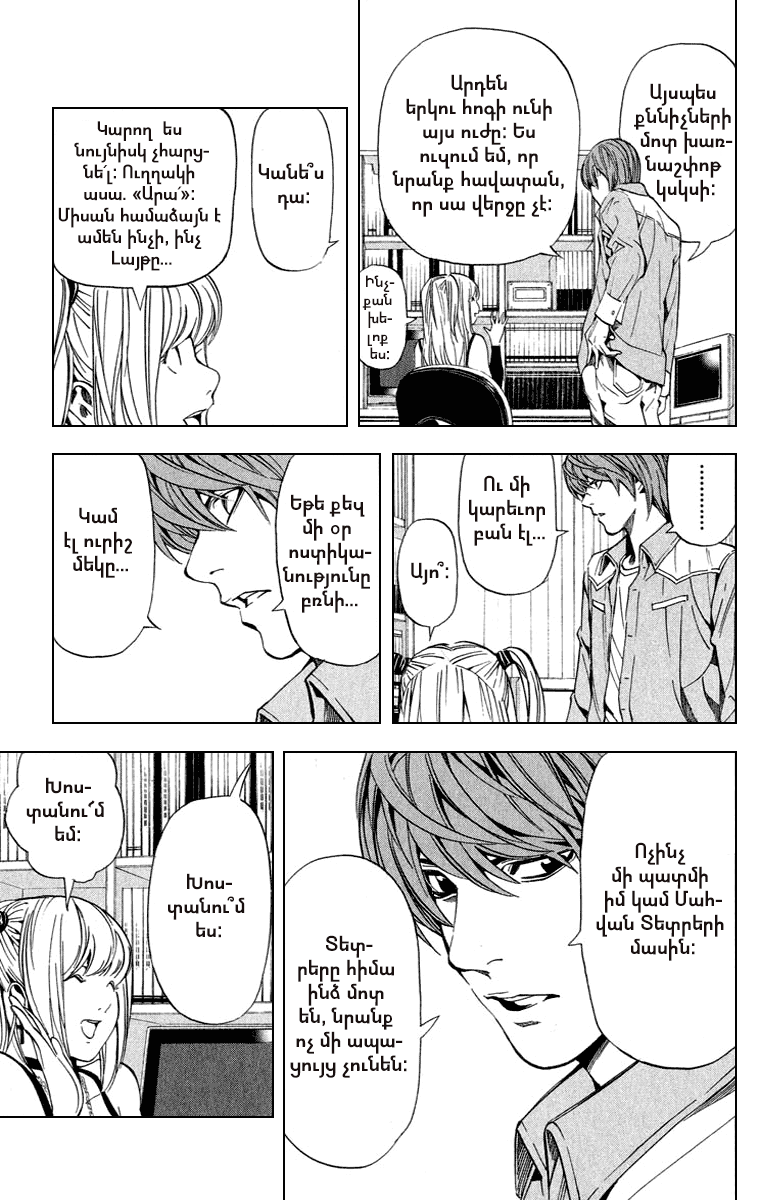 Այսպես
քննիչների
մոտ խառ-
նաշփոթ
կսկսի:
Արդեն
երկու հոգի ունի
այս ուժը: Ես
ուզում եմ, որ
նրանք հավատան,
որ սա վերջը չէ:
Ինչ-
քան
խե-
լոք
ես:
Կանե՞ս
դա:
Կարող ես
նույնիսկ չհարց-
նե՛լ: Ուղղակի
ասա. «Արա՛»:
Միսան համաձայն է
ամեն ինչի, ինչ
Լայթը...
........
Ու մի
կարեւոր
բան էլ...
Այո՞:
Եթե քեզ
մի օր
ոստիկա-
նությունը
բռնի...
Կամ
էլ ուրիշ
մեկը...
Ոչինչ
մի պատմի
իմ կամ Մահ-
վան Տետրերի
մասին:
Տետ-
րերը հիմա
ինձ մոտ
են, նրանք
ոչ մի ապա-
ցույց չունեն:
Խոս-
տանու՞մ
ես:
Խոս-
տանու՜մ
եմ: